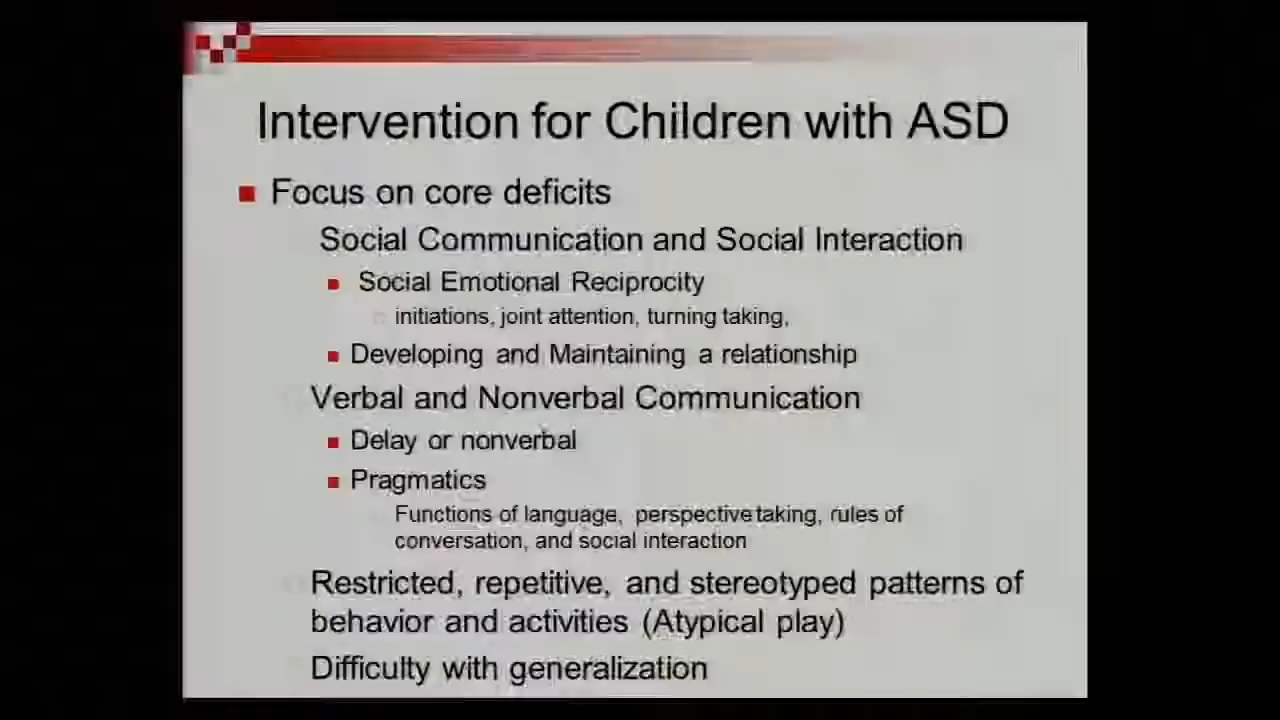 Intervention for Children with ASD
Focus on core deficits
Social Communication and Social Interaction
Social Emotional Reciprocity
initiations, joint attention, turning taking,
Developing and Maintaining a relationship
Verbal and Nonverbal Communication
Delay or nonverbal
Pragmatics
Functions of language, perspective taking, rules of
conversation, and social interaction
Restricted, repetitive, and stereotyped patterns of
behavior and activities (Atypical play)
Difficulty with generalization